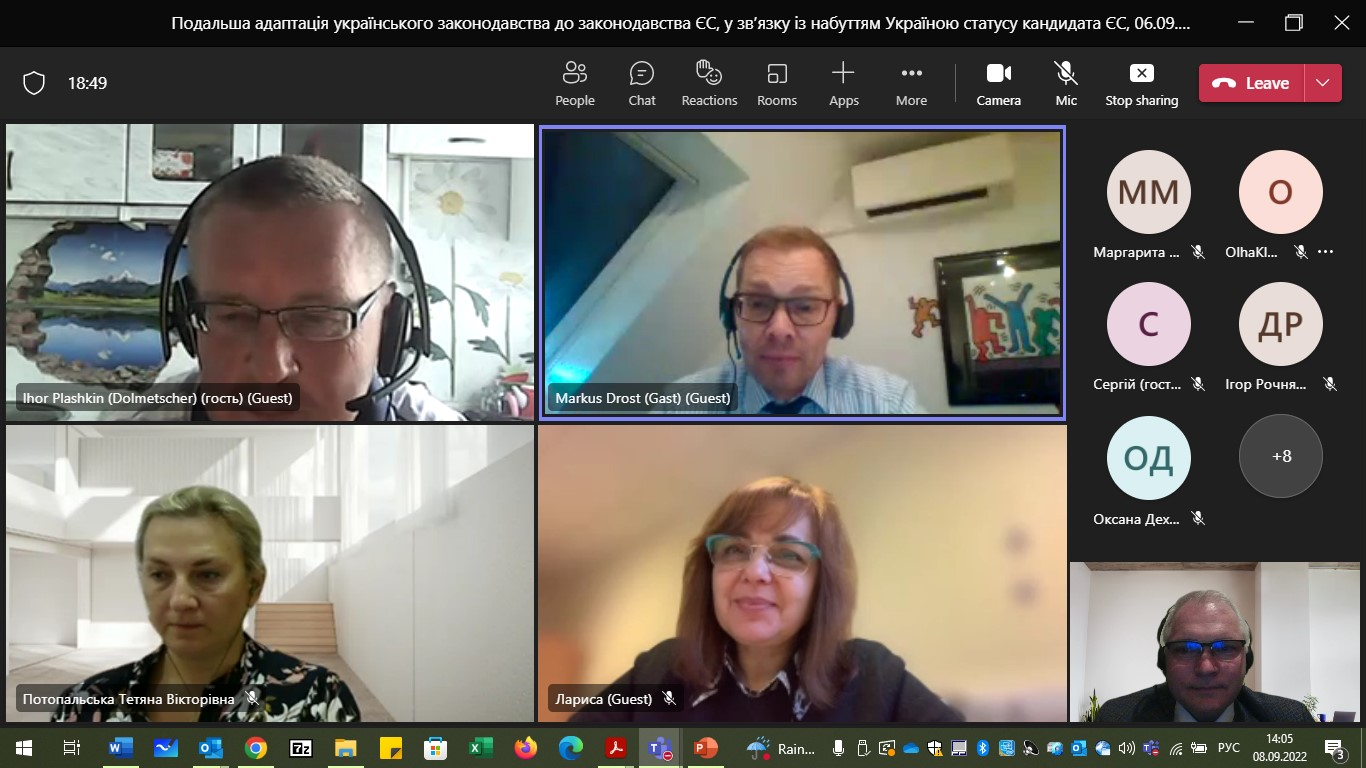 Подальша адаптація українського законодавства до законодавства ЄС, у зв’язку із набуттям Україною статусу кандидата ЄС, 06.09....
18:49
People
Chat
Reactions
Rooms
Apps
More
Camera
Mic
Stop sharing
Leave
Ihor Plashkin (Dolmetscher) (гость) (Guest)
Markus Drost (Gast) (Guest)
Потопальська Тетяна Вікторівна
Лариса (Guest)
ММ
Маргарита ...
O
OlhaKl...
С
Сергій (гост...
ДР
Ігор Рочня...
ОД
Оксана Дех...
+8
Rain...
РУС
14:05
08.09.2022
3